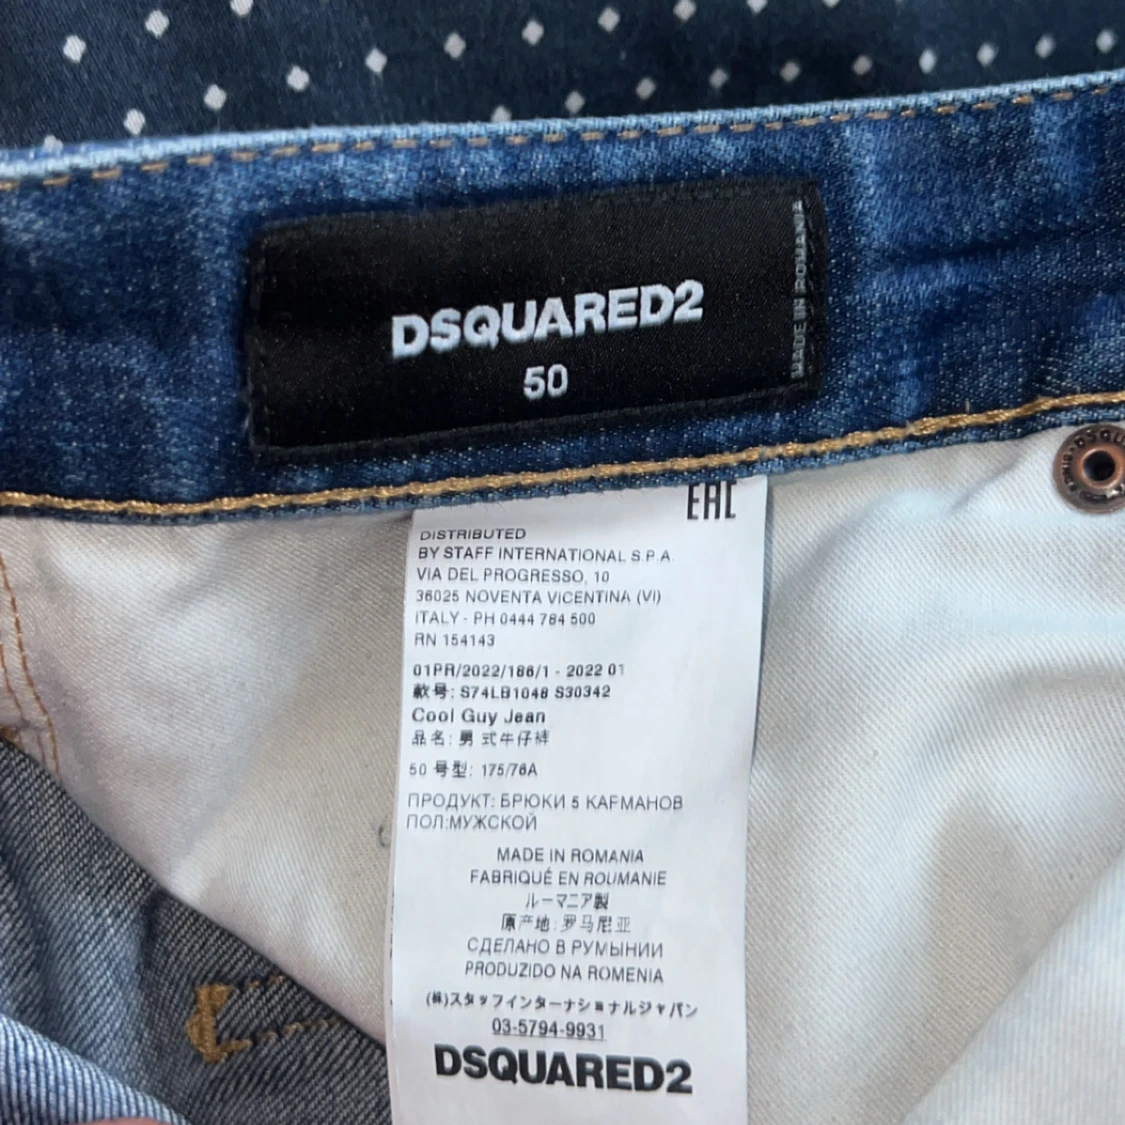 DSQUARED2
50
MADE IN ROMANIA
EAC
DISTRIBUTED
BY STAFF INTERNATIONAL S.P.A.
VIA DEL PROGRESSO, 10
36025 NOVENTA VICENTINA (VI)
ITALY - PH 0444 784 500
RN 154143
01PR/2022/186/1 - 2022 01
款号: S74LB1048 S30342
Cool Guy Jean
品名: 男式牛仔裤
50 号型: 175/76A
ПРОДУКТ: БРЮКИ 5 КАРМАНОВ
ПОЛ:МУЖСКОЙ
MADE IN ROMANIA
FABRIQUÉ EN ROUMANIE
ルーマニア製
原产地: 罗马尼亚
СДЕЛАНО В РУМЫНИИ
PRODUZIDO NA ROMENIA
(株)スタッフインターナショナルジャパン
03-5794-9931
DSQUARED2